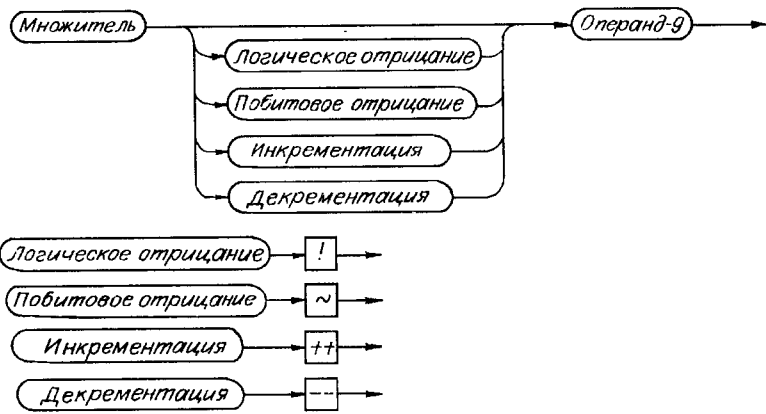 Множитель Операнд-9
Логическое отрицание
Побитовое отрицание
Инкрементация
Декрементация
Логическое отрицание !
Побитовое отрицание ~
Инкрементация ++
Декрементация --